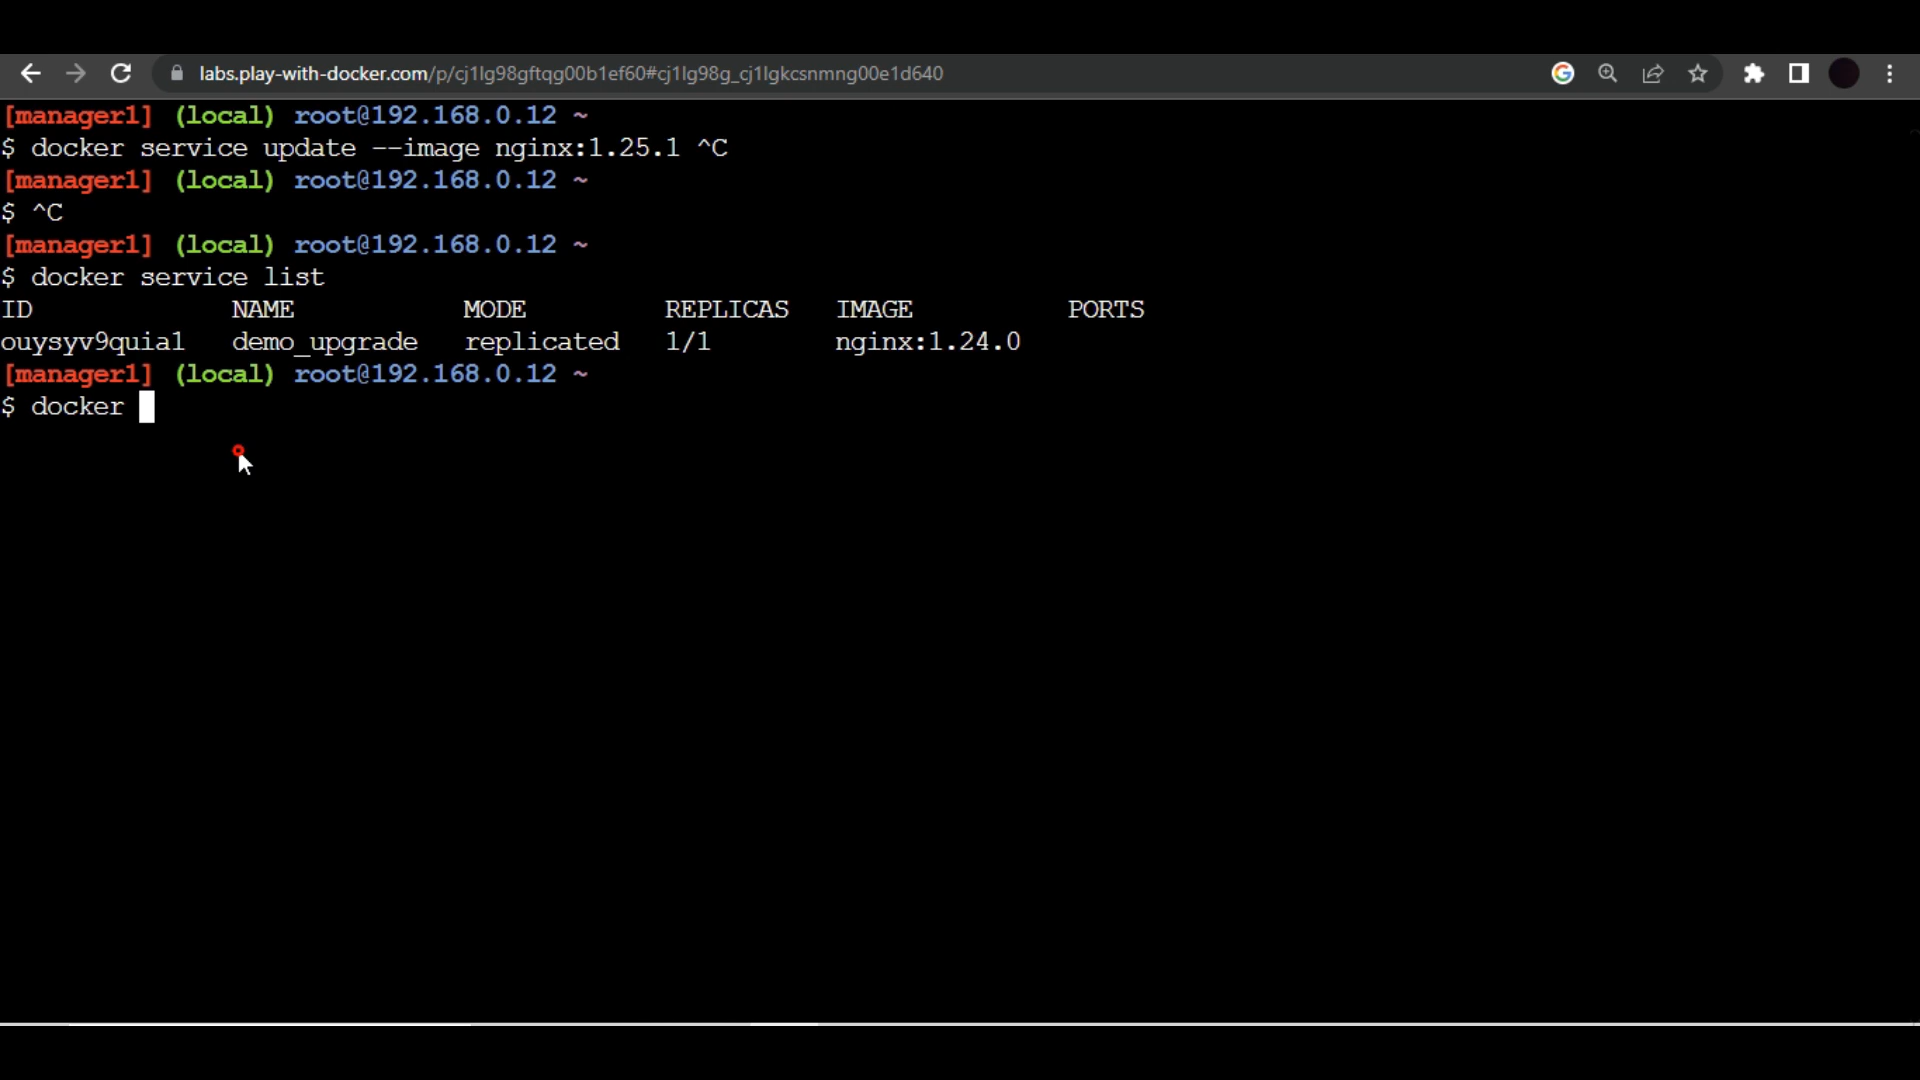 labs.play-with-docker.com/p/cj1lg98gftqg00b1ef60#cj1lg98g_cj1lgkcsnmng00e1d640
[manager1] (local) root@192.168.0.12 ~
$ docker service update --image nginx:1.25.1 ^C
[manager1] (local) root@192.168.0.12 ~
$ ^C
[manager1] (local) root@192.168.0.12 ~
$ docker service list
ID NAME MODE REPLICAS IMAGE PORTS
ouysyv9quia1 demo_upgrade replicated 1/1 nginx:1.24.0
[manager1] (local) root@192.168.0.12 ~
$ docker